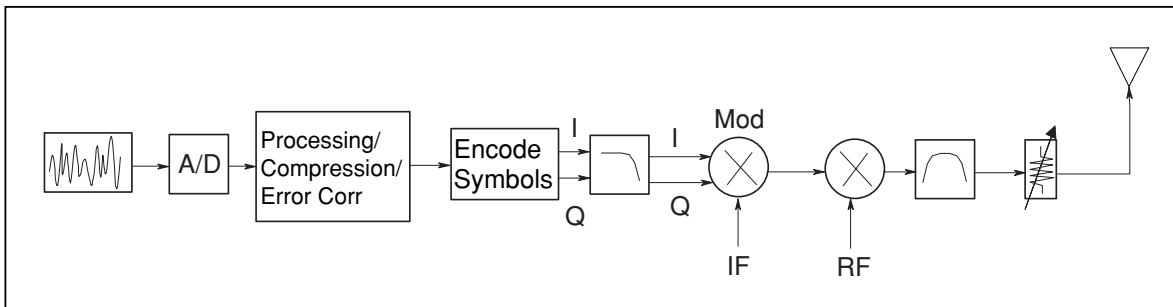 Mod
I
I
A/D
Processing/
Compression/
Error Corr
Encode
Symbols
Q
Q
IF
RF